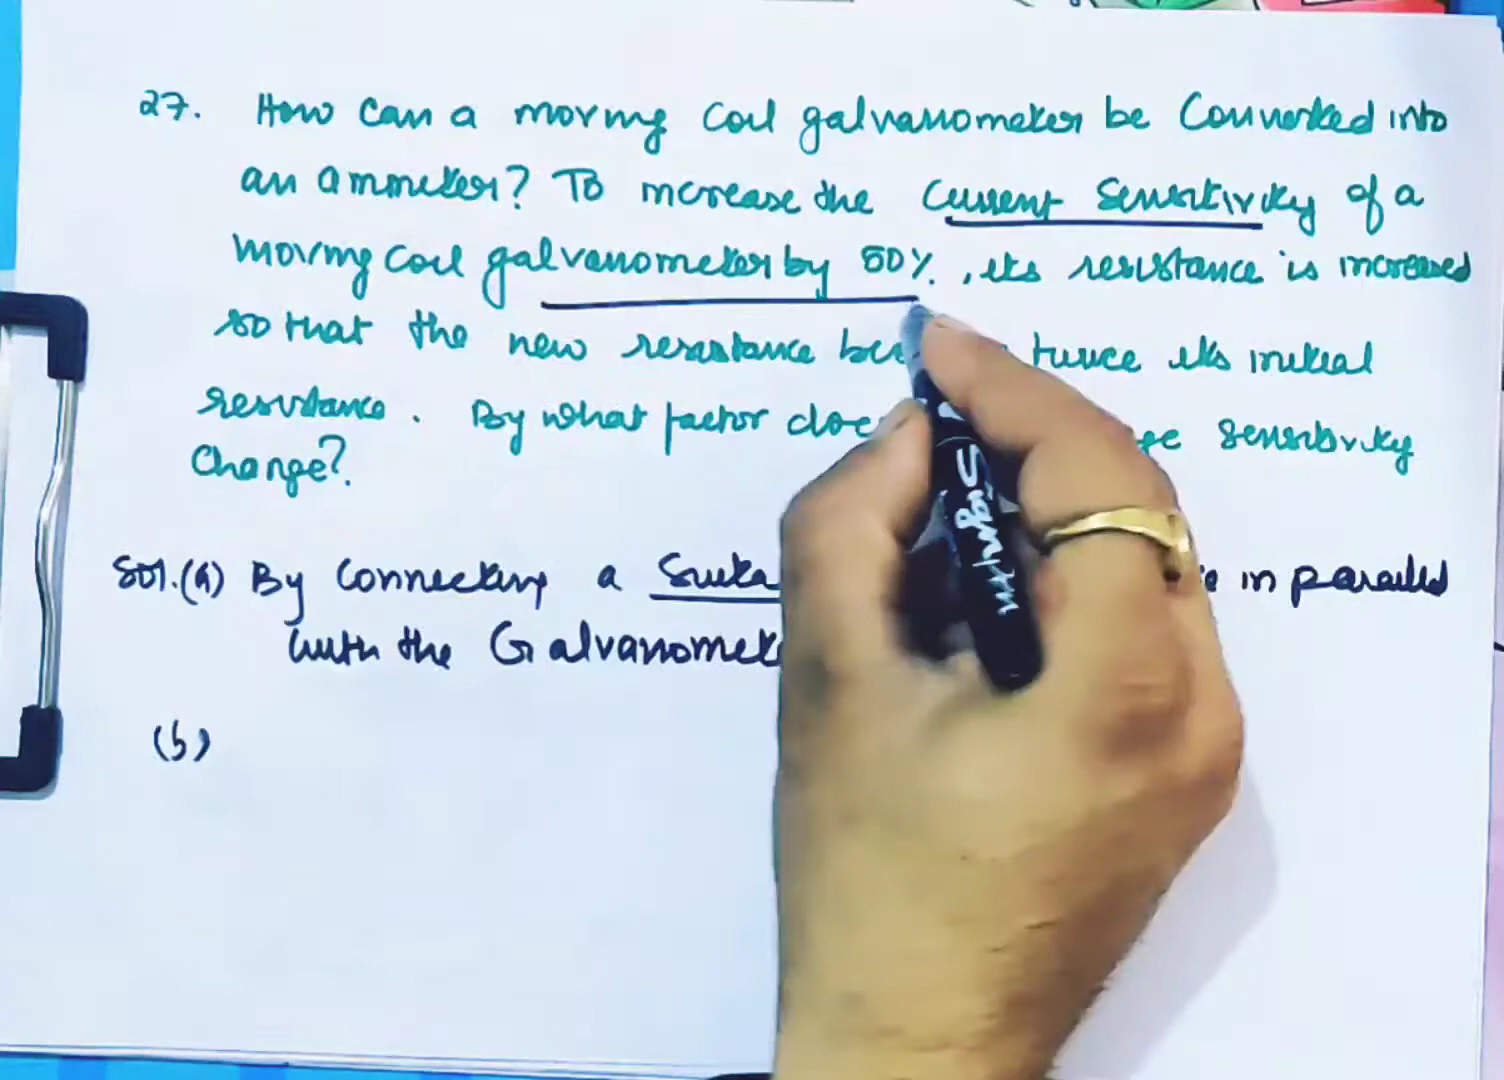 27. How can a moving coil galvanometer be Converted into
an ammeter? To increase the Current Sensitivity of a
moving coil galvanometer by 50%, its resistance is increased
so that the new resistance twice its initial
resistance. By what factor sensitivity
Change?
Sol.(a) By Connecting a in parallel
with the
(b)